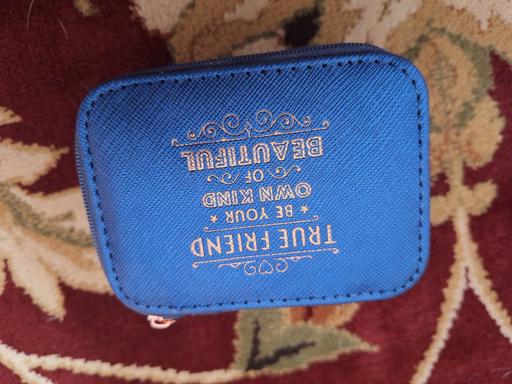 TRUE FRIEND
★ BE YOUR ★
OWN KIND
OF
BEAUTIFUL